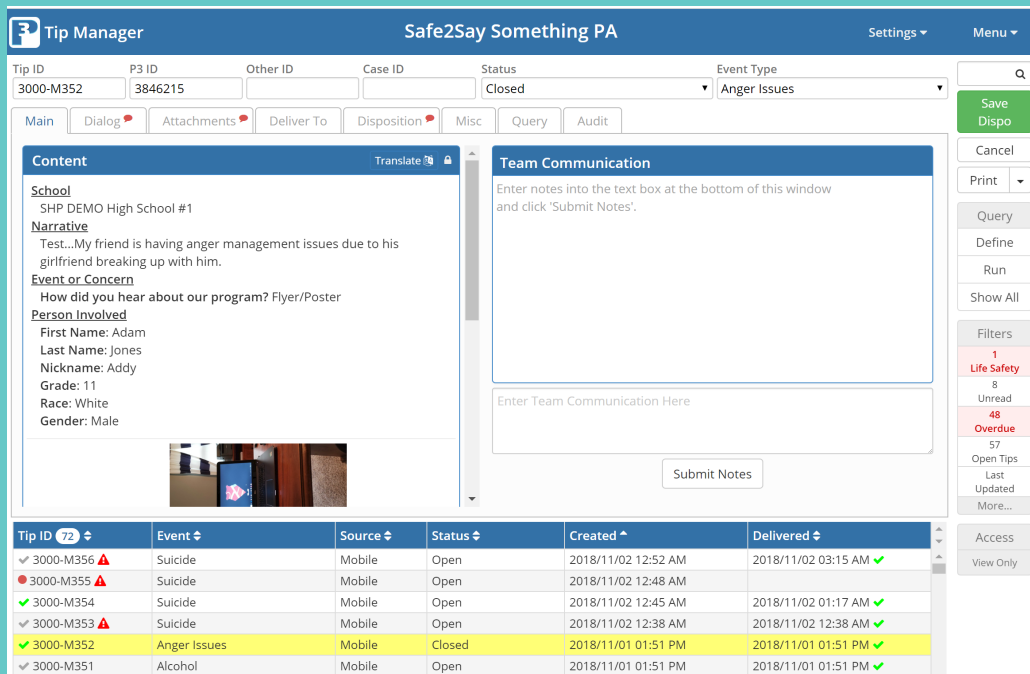 P3 Tip Manager
Safe2Say Something PA
Settings
Menu
Tip ID
P3 ID
Other ID
Case ID
Status
Event Type
3000-M352
3846215
Closed
Anger Issues
Main
Dialog
Attachments
Deliver To
Disposition
Misc
Query
Audit
Content
Translate
School
SHP DEMO High School #1
Narrative
Test...My friend is having anger management issues due to his
girlfriend breaking up with him.
Event or Concern
How did you hear about our program? Flyer/Poster
Person Involved
First Name: Adam
Last Name: Jones
Nickname: Addy
Grade: 11
Race: White
Gender: Male
Team Communication
Enter notes into the text box at the bottom of this window
and click 'Submit Notes'.
Enter Team Communication Here
Submit Notes
Save
Dispo
Cancel
Print
Query
Define
Run
Show All
Filters
1
Life Safety
8
Unread
48
Overdue
57
Open Tips
Last
Updated
More...
Access
View Only
Tip ID 72 Event Source Status Created Delivered
3000-M356 Suicide Mobile Open 2018/11/02 12:52 AM 2018/11/02 03:15 AM
3000-M355 Suicide Mobile Open 2018/11/02 12:48 AM
3000-M354 Suicide Mobile Open 2018/11/02 12:45 AM 2018/11/02 01:17 AM
3000-M353 Suicide Mobile Open 2018/11/02 12:38 AM 2018/11/02 12:38 AM
3000-M352 Anger Issues Mobile Closed 2018/11/01 01:51 PM 2018/11/01 01:51 PM
3000-M351 Alcohol Mobile Open 2018/11/01 01:51 PM 2018/11/01 01:51 PM